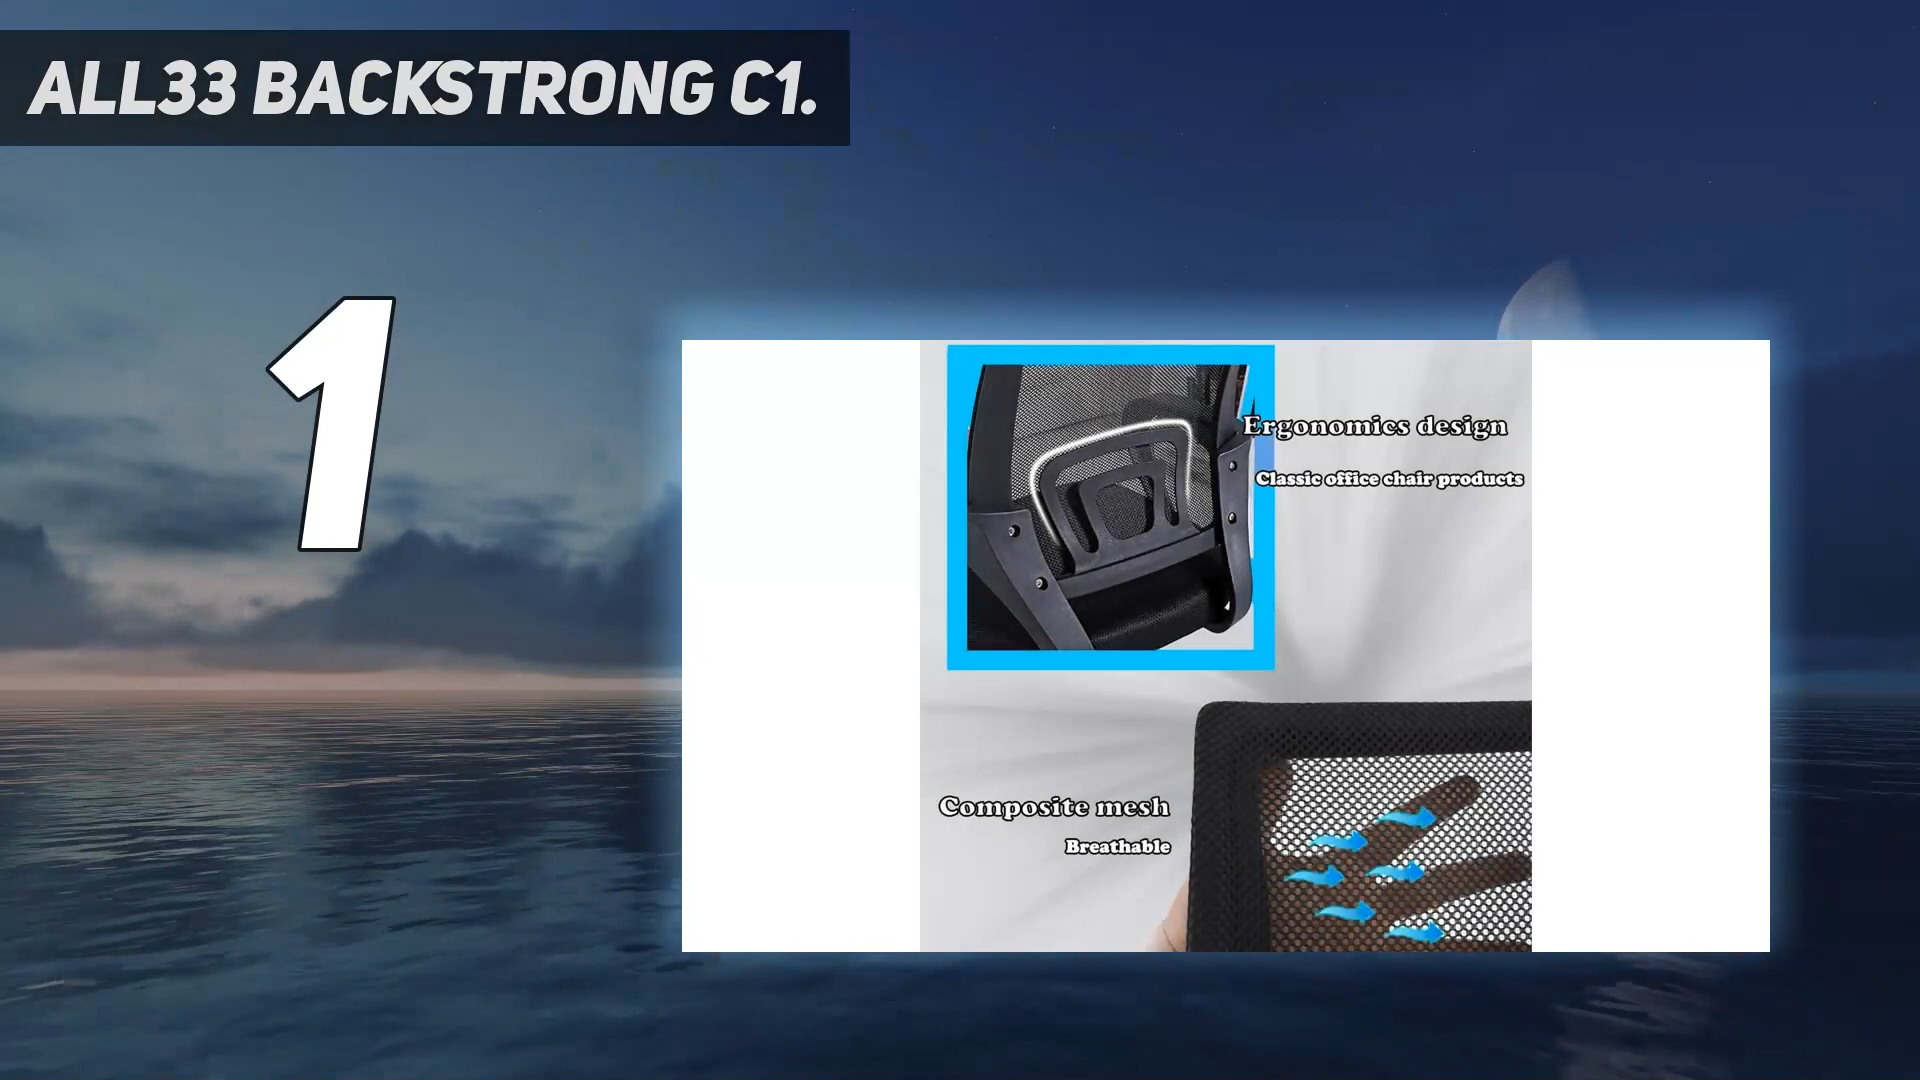 ALL33 BACKSTRONG C1.
1
Ergonomics design
Classic office chair products
Composite mesh
Breathable